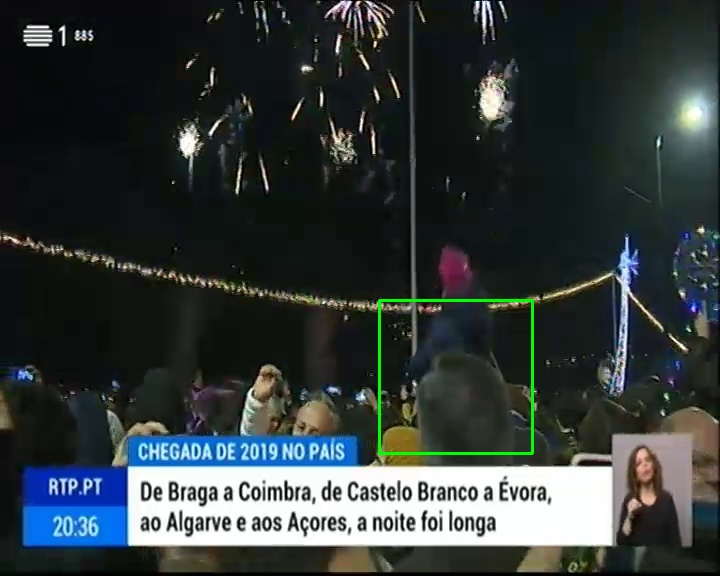 1 885
CHEGADA DE 2019 NO PAÍS
RTP.PT
20:36
De Braga a Coimbra, de Castelo Branco a Évora,
ao Algarve e aos Açores, a noite foi longa